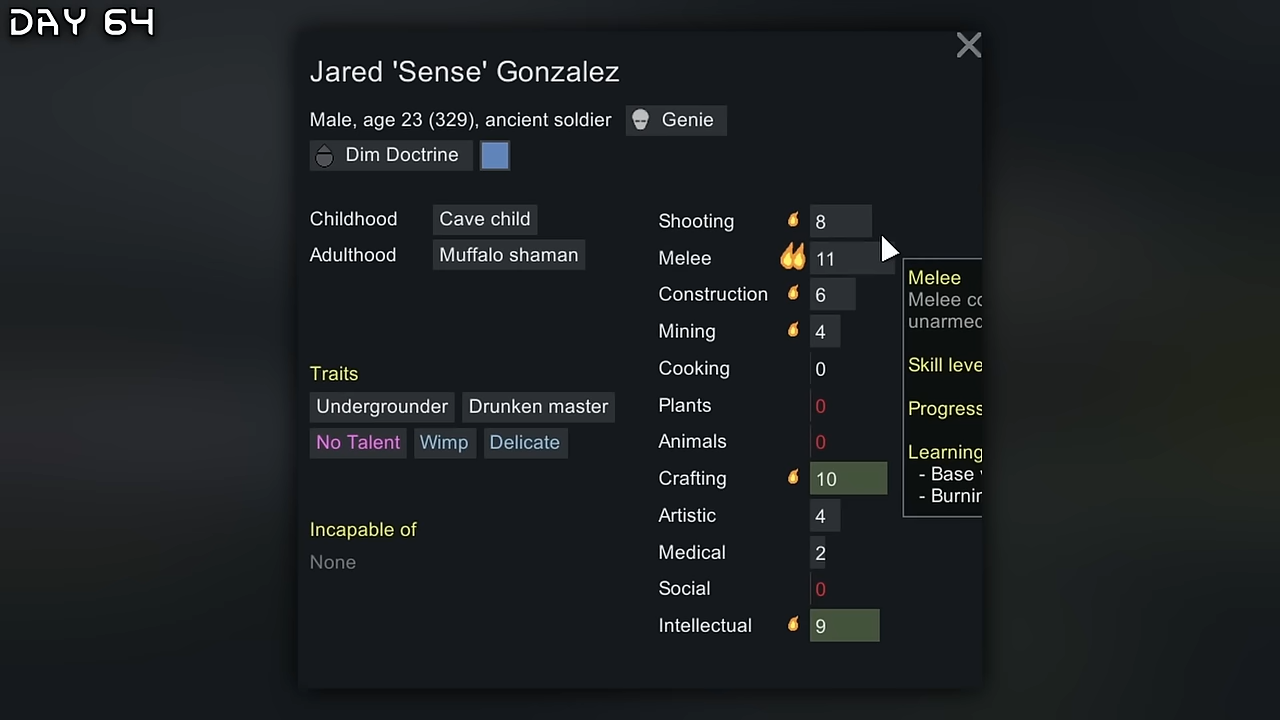 DAY 64
Jared 'Sense' Gonzalez
Male, age 23 (329), ancient soldier Genie
Dim Doctrine
Childhood Cave child
Adulthood Muffalo shaman
Traits
Undergrounder Drunken master
No Talent Wimp Delicate
Incapable of
None
Shooting 8
Melee 11
Construction 6
Mining 4
Cooking 0
Plants 0
Animals 0
Crafting 10
Artistic 4
Medical 2
Social 0
Intellectual 9
Melee
Melee co
unarmed
Skill leve
Progress
Learning
- Base
- Burnin